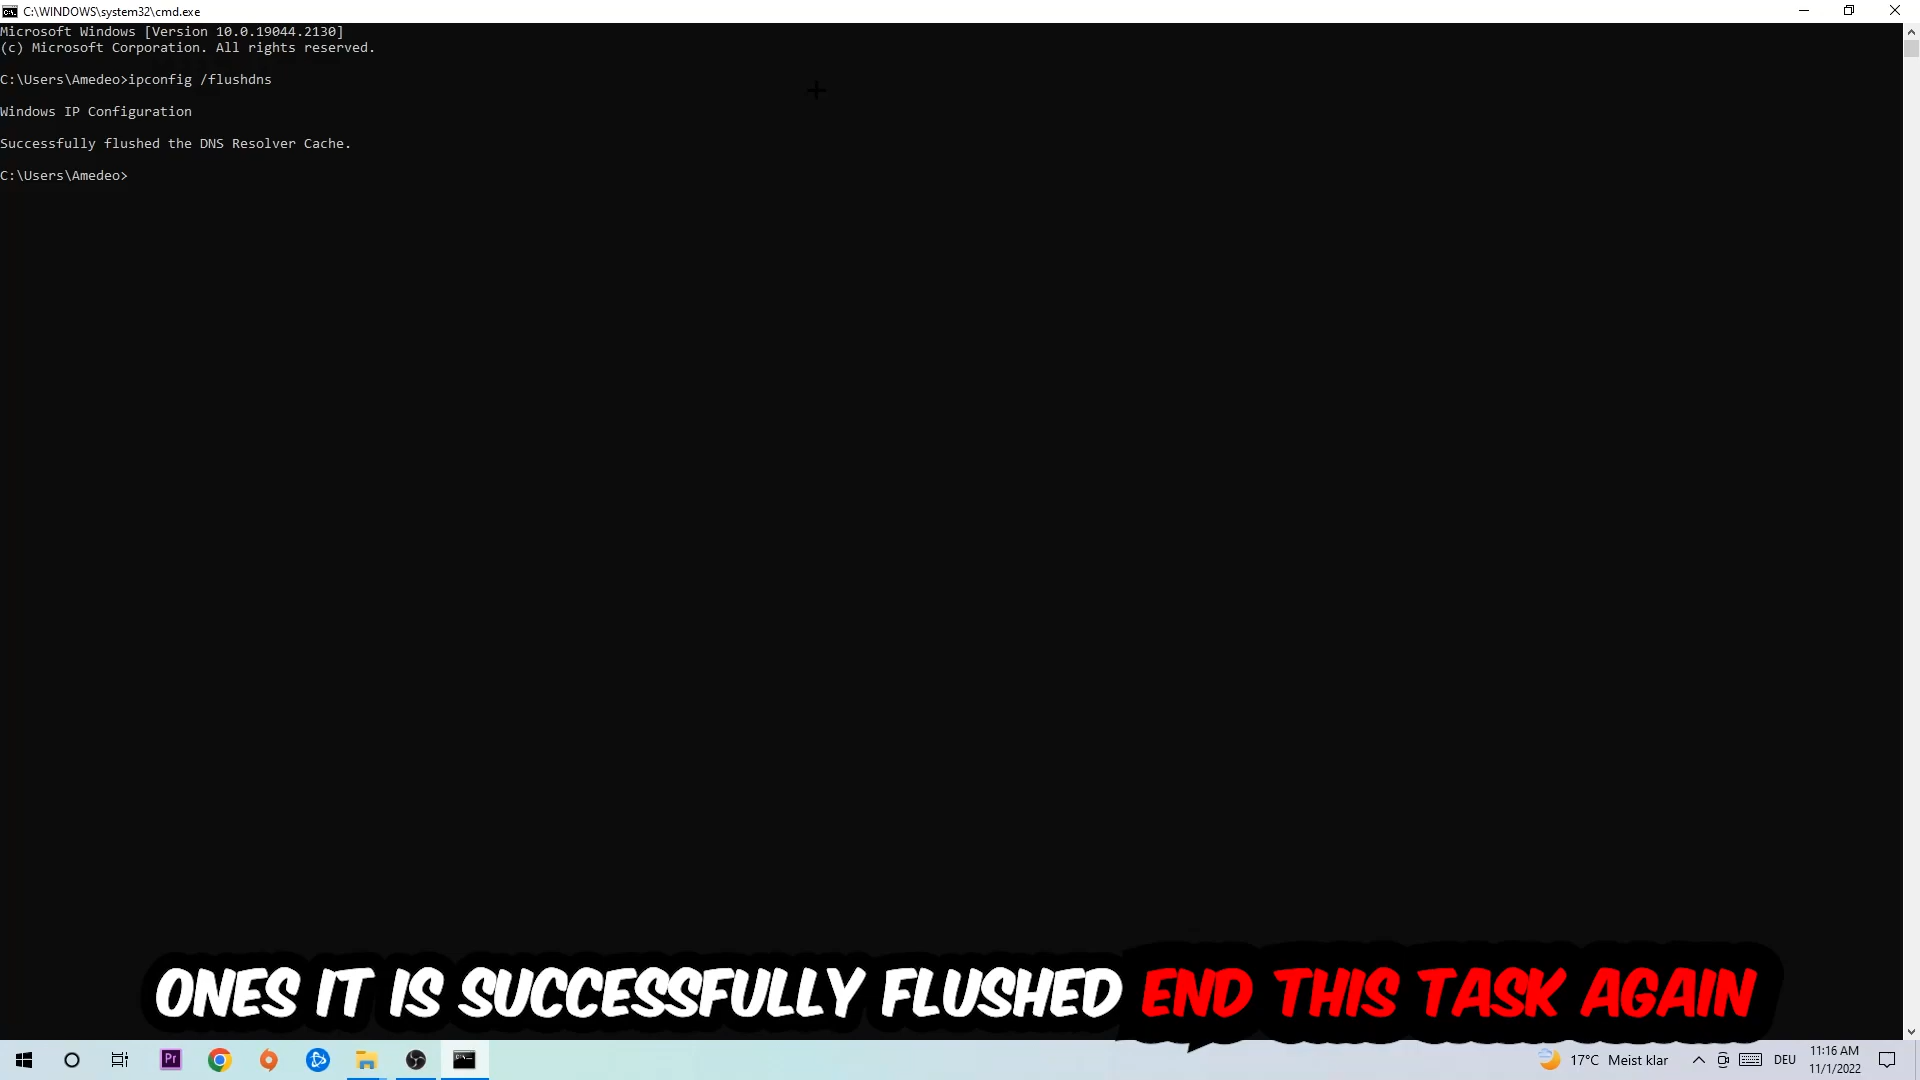 C:\WINDOWS\system32\cmd.exe
Microsoft Windows [Version 10.0.19044.2130]
(c) Microsoft Corporation. All rights reserved.
C:\Users\Amedeo>ipconfig /flushdns
Windows IP Configuration
Successfully flushed the DNS Resolver Cache.
C:\Users\Amedeo>
ONES IT IS SUCCESSFULLY FLUSHED END THIS TASK AGAIN
Pr
17°C Meist klar
DEU
11:16 AM
11/1/2022